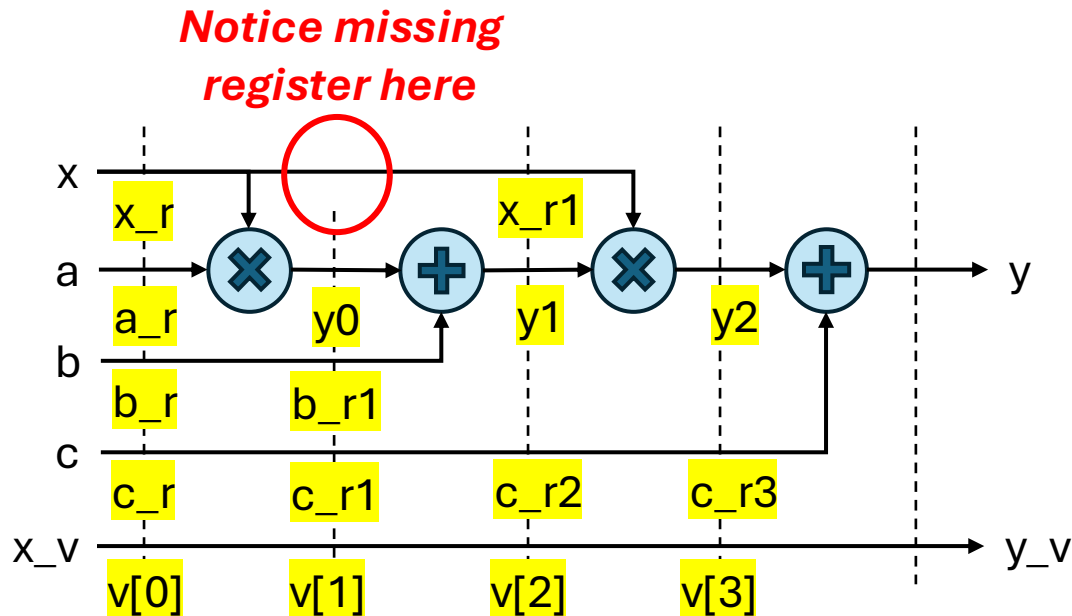 Notice missing
register here
x
x_r
x_r1
a
y
a_r
y0
y1
y2
b
b_r
b_r1
c
c_r
c_r1
c_r2
c_r3
x_v
y_v
v[0]
v[1]
v[2]
v[3]